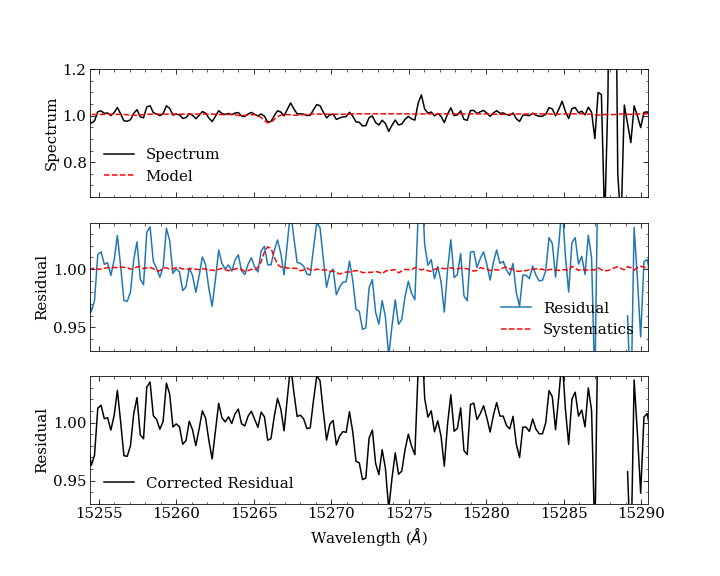 1.2
1.0
0.8
Spectrum
Spectrum
Model
1.00
0.95
Residual
Residual
Systematics
1.00
0.95
Residual
Corrected Residual
15255 15260 15265 15270 15275 15280 15285 15290
Wavelength (Å)